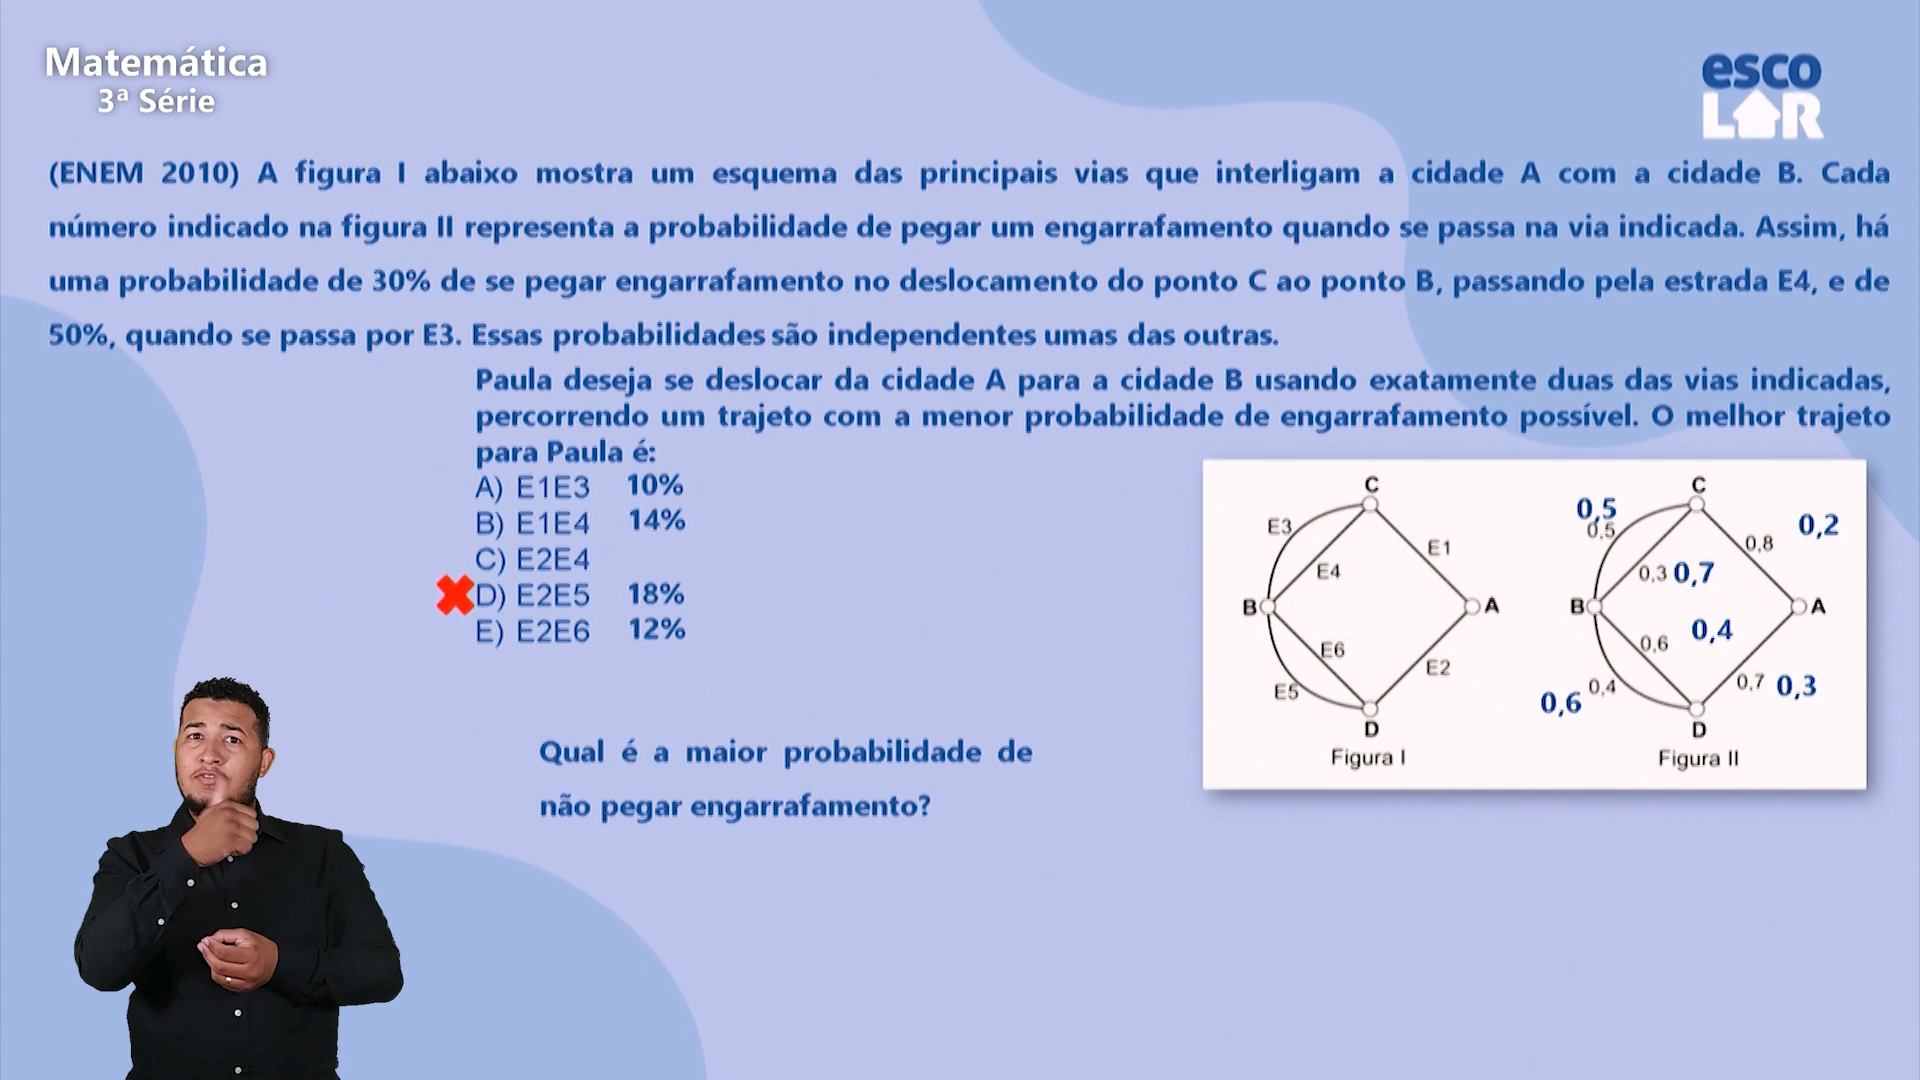 Matemática
3ª Série
esco
LAR
(ENEM 2010) A figura I abaixo mostra um esquema das principais vias que interligam a cidade A com a cidade B. Cada
número indicado na figura II representa a probabilidade de pegar um engarrafamento quando se passa na via indicada. Assim, há
uma probabilidade de 30% de se pegar engarrafamento no deslocamento do ponto C ao ponto B, passando pela estrada E4, e de
50%, quando se passa por E3. Essas probabilidades são independentes umas das outras.
Paula deseja se deslocar da cidade A para a cidade B usando exatamente duas das vias indicadas,
percorrendo um trajeto com a menor probabilidade de engarrafamento possível. O melhor trajeto
para Paula é:
A) E1E3 10%
B) E1E4 14%
C) E2E4
D) E2E5 18%
E) E2E6 12%
Qual é a maior probabilidade de
não pegar engarrafamento?
C
E3
E1
E4
B
A
E6
E2
E5
D
Figura I
C
0,5
0,5
0,2
0,8
0,3 0,7
B
A
0,4
0,6
0,7 0,3
0,6 0,4
D
Figura II